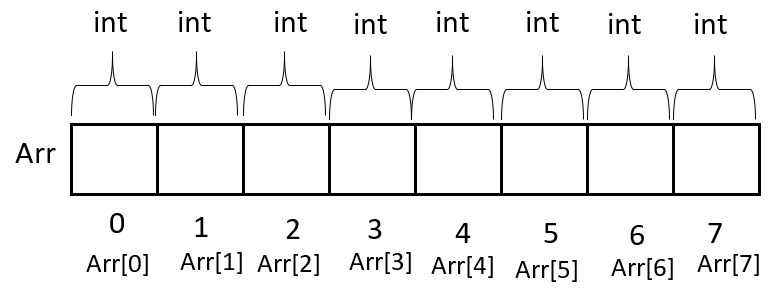 int int int int int int int int
Arr
0 1 2 3 4 5 6 7
Arr[0] Arr[1] Arr[2] Arr[3] Arr[4] Arr[5] Arr[6] Arr[7]